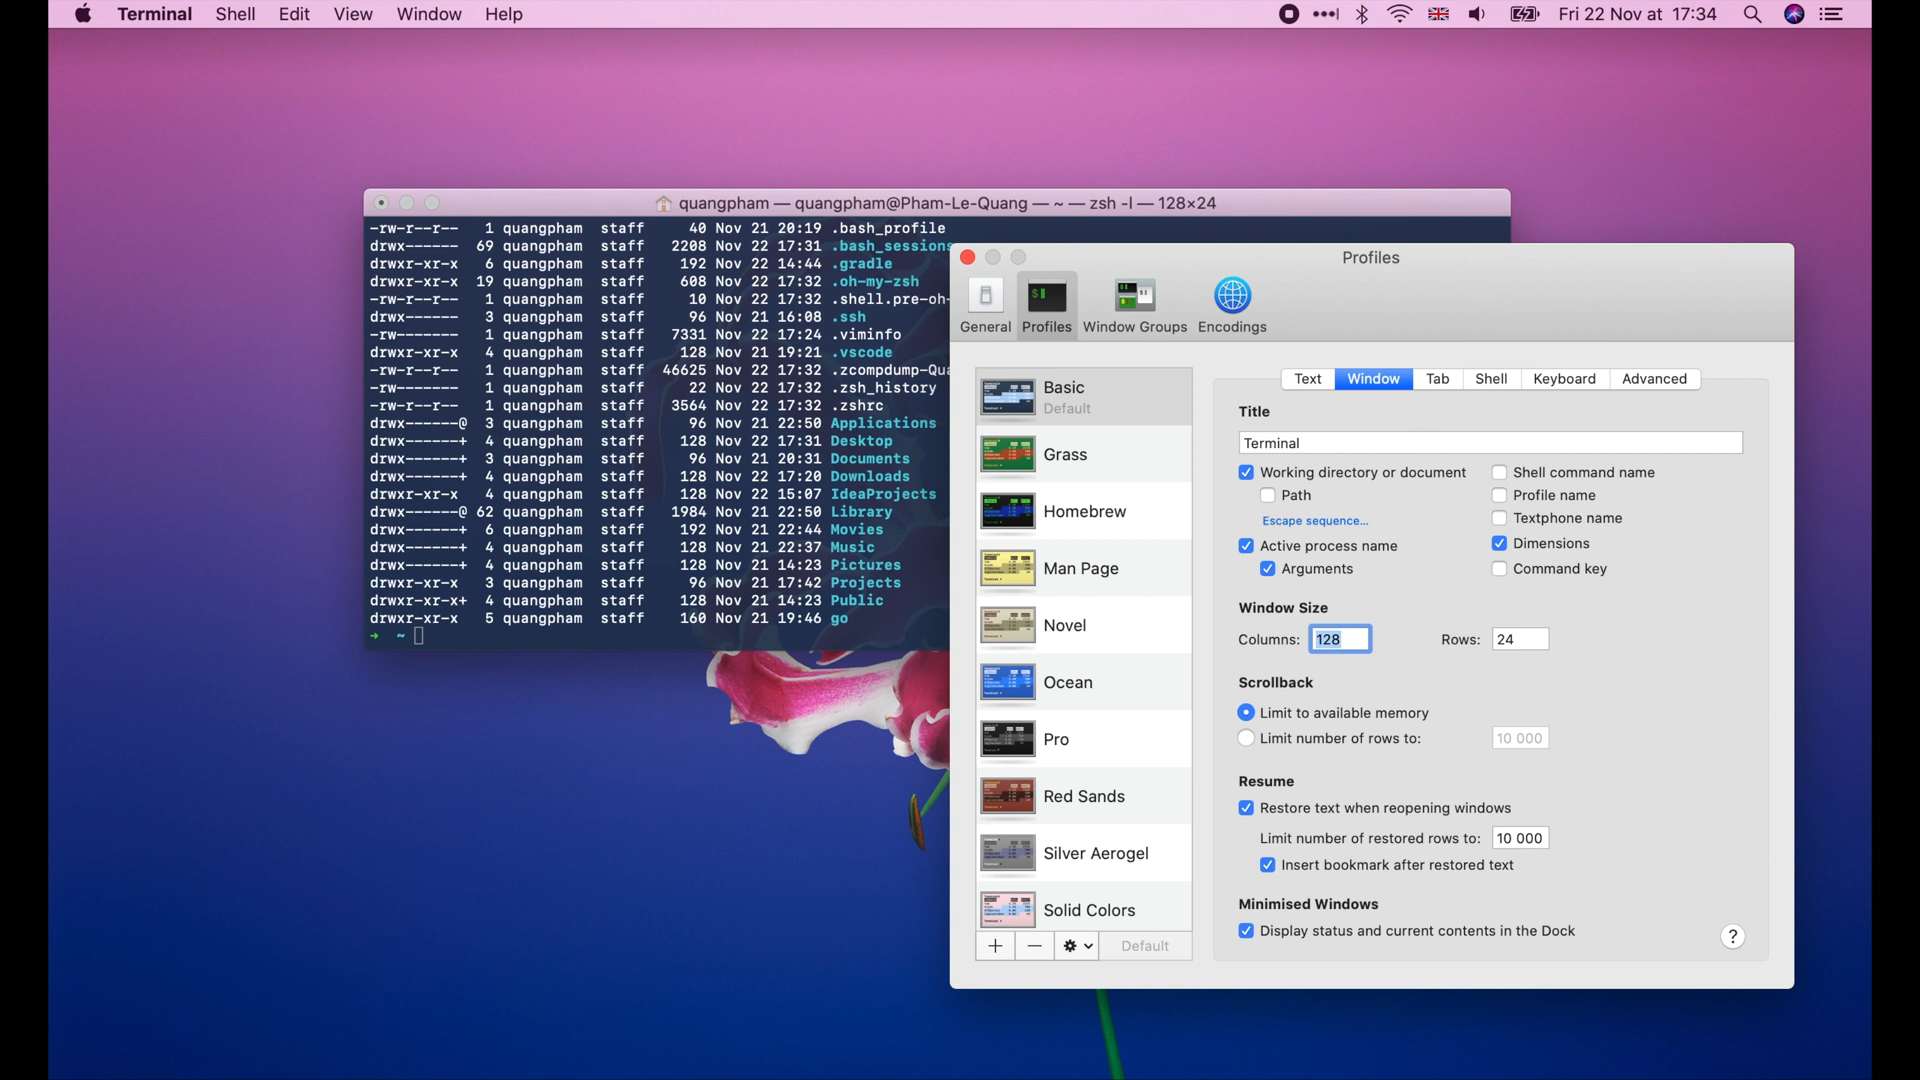 Terminal Shell Edit View Window Help Fri 22 Nov at 17:34
quangpham — quangpham@Pham-Le-Quang — ~ — zsh -l — 128×24
-rw-r--r-- 1 quangpham staff 40 Nov 21 20:19 .bash_profile
drwx------ 69 quangpham staff 2208 Nov 22 17:31 .bash_sessions
drwxr-xr-x 6 quangpham staff 192 Nov 22 14:44 .gradle
drwxr-xr-x 19 quangpham staff 608 Nov 22 17:32 .oh-my-zsh
-rw-r--r-- 1 quangpham staff 10 Nov 22 17:32 .shell.pre-oh-
drwx------ 3 quangpham staff 96 Nov 21 16:08 .ssh
-rw------- 1 quangpham staff 7331 Nov 22 17:24 .viminfo
drwxr-xr-x 4 quangpham staff 128 Nov 21 19:21 .vscode
-rw-r--r-- 1 quangpham staff 46625 Nov 22 17:32 .zcompdump-Qua
-rw------- 1 quangpham staff 22 Nov 22 17:32 .zsh_history
-rw-r--r-- 1 quangpham staff 3564 Nov 22 17:32 .zshrc
drwx------@ 3 quangpham staff 96 Nov 21 22:50 Applications
drwx------+ 4 quangpham staff 128 Nov 22 17:31 Desktop
drwx------+ 3 quangpham staff 96 Nov 21 20:31 Documents
drwx------+ 4 quangpham staff 128 Nov 22 17:20 Downloads
drwxr-xr-x 4 quangpham staff 128 Nov 22 15:07 IdeaProjects
drwx------@ 62 quangpham staff 1984 Nov 21 22:50 Library
drwx------+ 6 quangpham staff 192 Nov 21 22:44 Movies
drwx------+ 4 quangpham staff 128 Nov 21 22:37 Music
drwx------+ 4 quangpham staff 128 Nov 21 14:23 Pictures
drwxr-xr-x 3 quangpham staff 96 Nov 21 17:42 Projects
drwxr-xr-x+ 4 quangpham staff 128 Nov 21 14:23 Public
drwxr-xr-x 5 quangpham staff 160 Nov 21 19:46 go
➜ ~
Profiles
General Profiles Window Groups Encodings
Basic
Default
Grass
Homebrew
Man Page
Novel
Ocean
Pro
Red Sands
Silver Aerogel
Solid Colors
+ − Default
Text Window Tab Shell Keyboard Advanced
Title
Terminal
Working directory or document Shell command name
Path Profile name
Escape sequence... Textphone name
Active process name Dimensions
Arguments Command key
Window Size
Columns: 128 Rows: 24
Scrollback
Limit to available memory
Limit number of rows to: 10 000
Resume
Restore text when reopening windows
Limit number of restored rows to: 10 000
Insert bookmark after restored text
Minimised Windows
Display status and current contents in the Dock
?